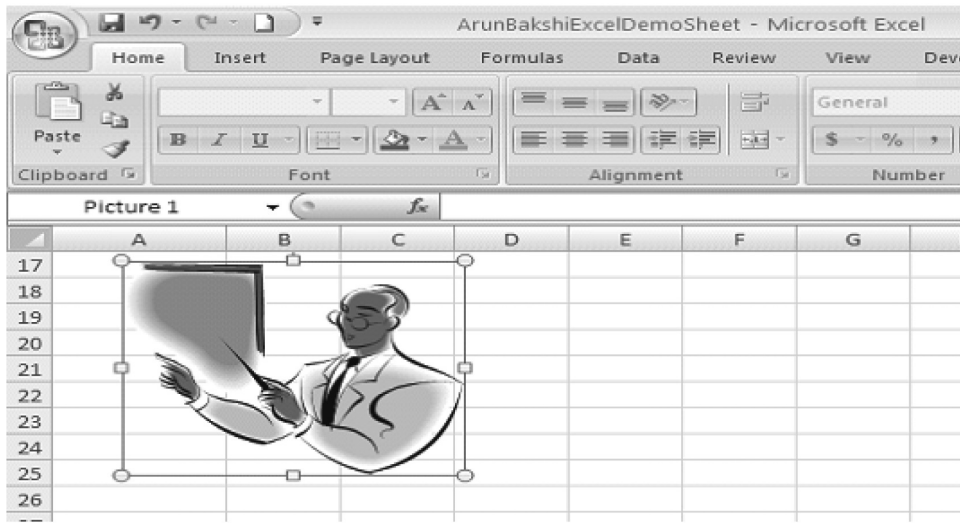 ArunBakshiExcelDemoSheet - Microsoft Excel
Home Insert Page Layout Formulas Data Review View Dev
A A General
Paste B I U A $ % ,
Clipboard Font Alignment Number
Picture 1 fx
A B C D E F G
17
18
19
20
21
22
23
24
25
26